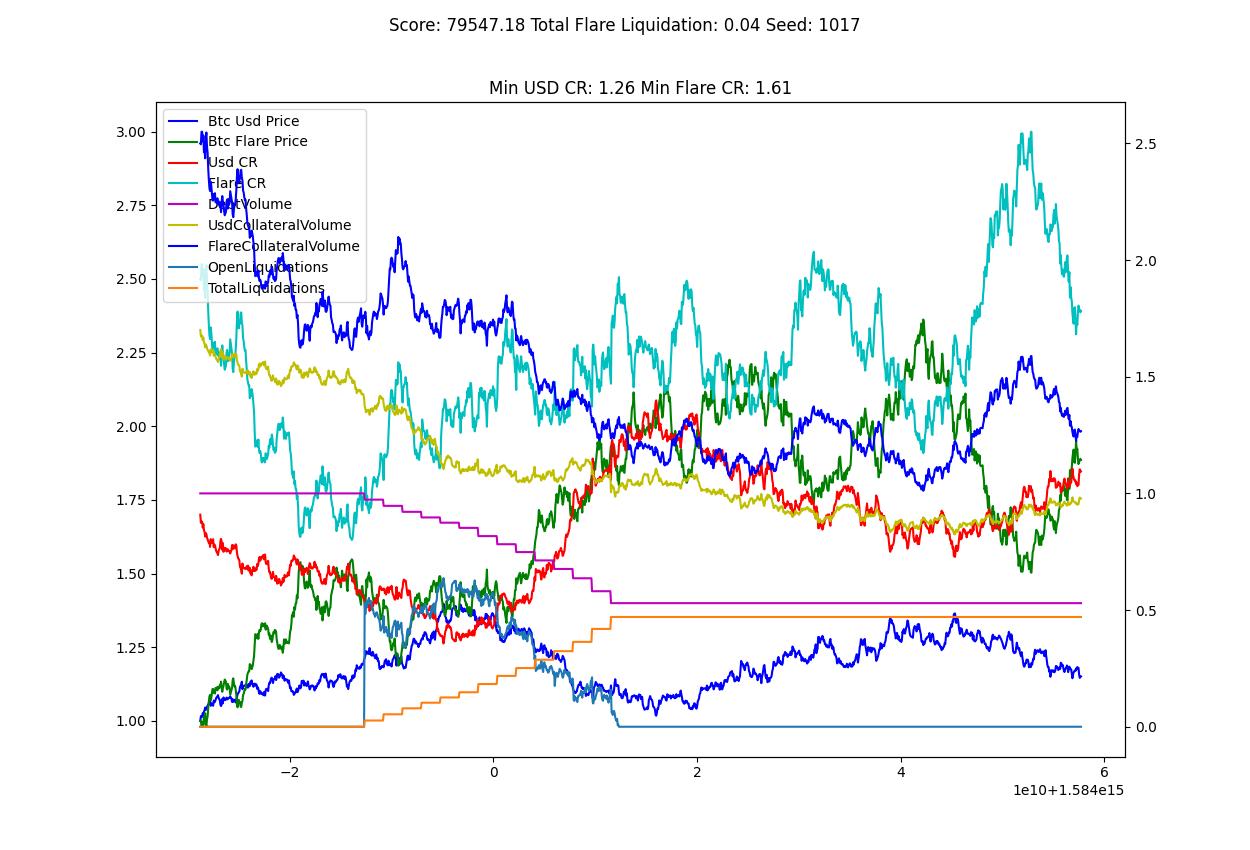 Score: 79547.18 Total Flare Liquidation: 0.04 Seed: 1017
Min USD CR: 1.26 Min Flare CR: 1.61
Btc Usd Price
Btc Flare Price
Usd CR
Flare CR
DebtVolume
UsdCollateralVolume
FlareCollateralVolume
OpenLiquidations
TotalLiquidations
3.00
2.75
2.50
2.25
2.00
1.75
1.50
1.25
1.00
2.5
2.0
1.5
1.0
0.5
0.0
−2
0
2
4
6
1e10+1.584e15